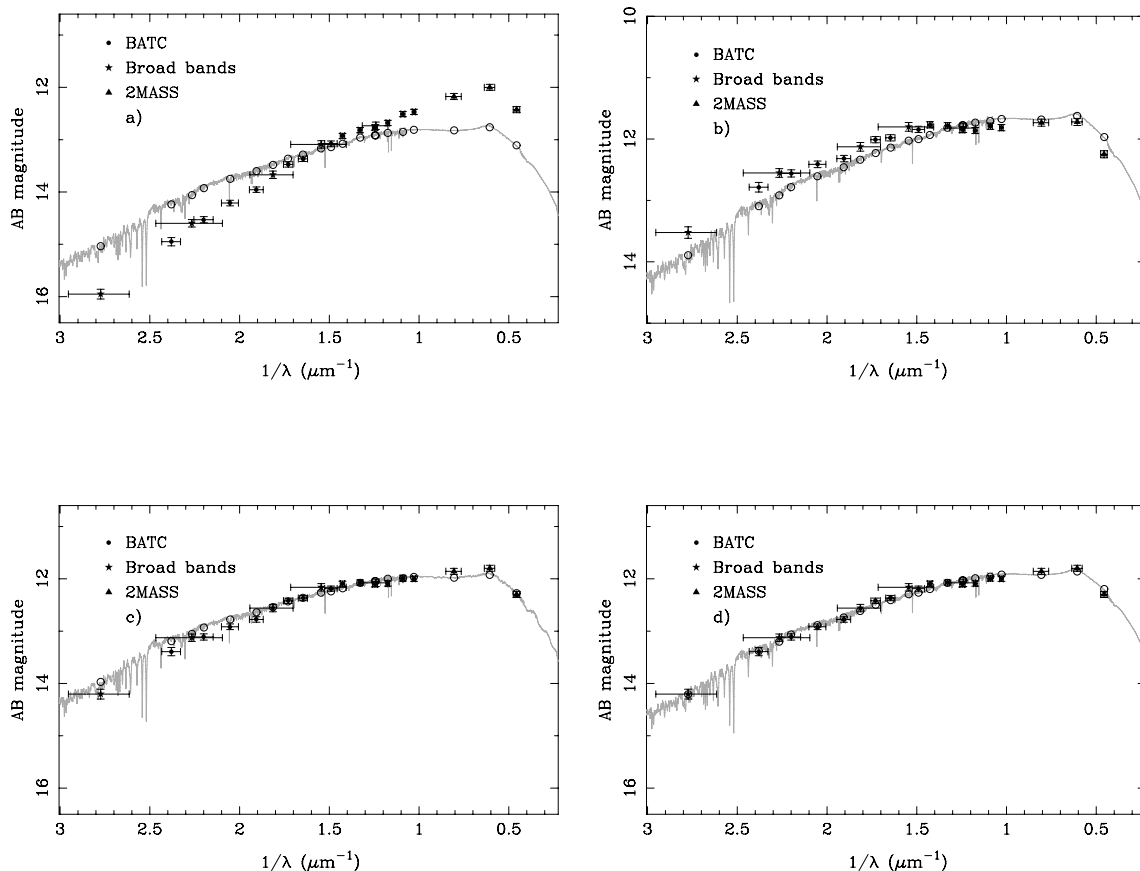 BATC
Broad bands
2MASS
a)
12
14
16
AB magnitude
3 2.5 2 1.5 1 0.5
1/λ (μm⁻¹)
BATC
Broad bands
2MASS
b)
10
12
14
AB magnitude
3 2.5 2 1.5 1 0.5
1/λ (μm⁻¹)
BATC
Broad bands
2MASS
c)
12
14
16
AB magnitude
3 2.5 2 1.5 1 0.5
1/λ (μm⁻¹)
BATC
Broad bands
2MASS
d)
12
14
16
AB magnitude
3 2.5 2 1.5 1 0.5
1/λ (μm⁻¹)